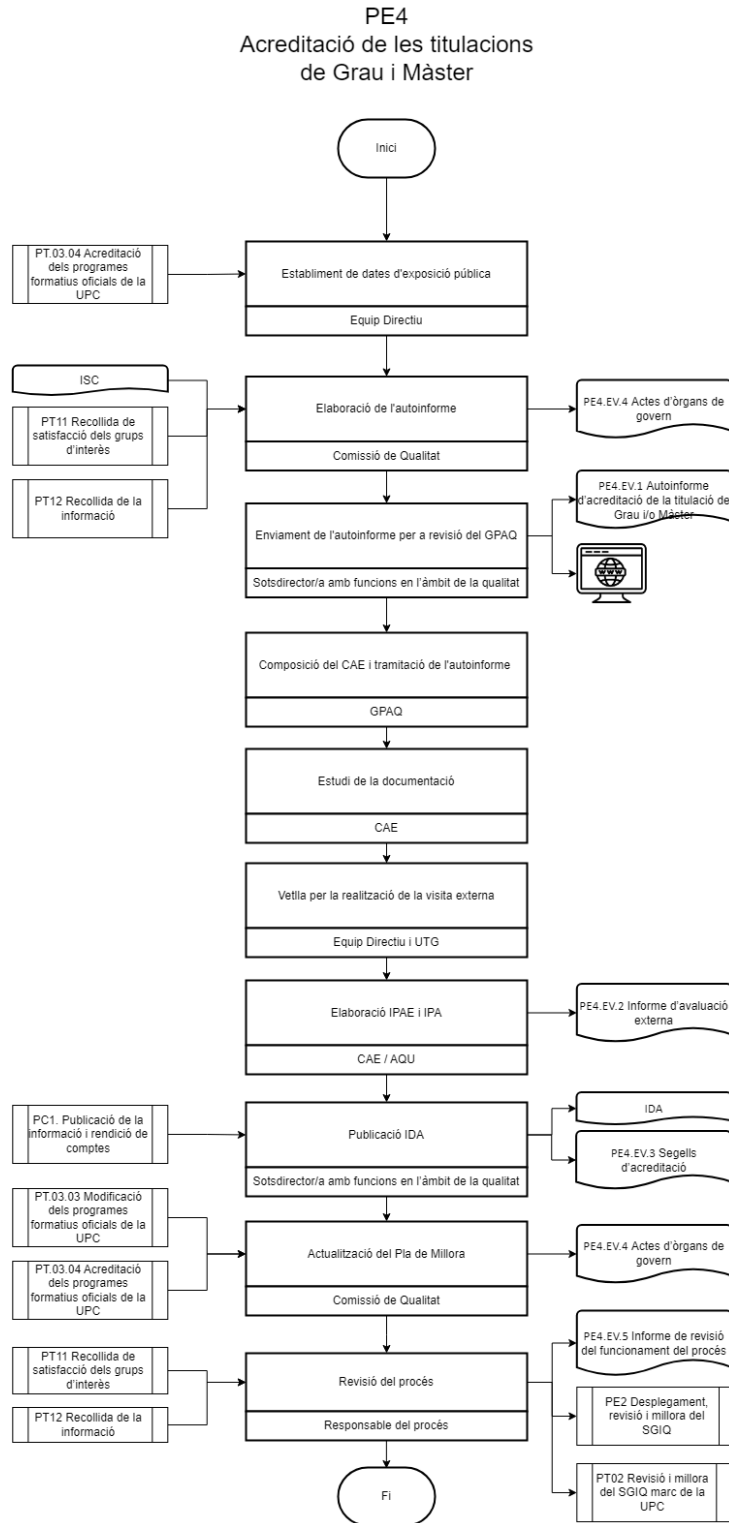 PE4
Acreditació de les titulacions
de Grau i Màster
Inici
PT.03.04 Acreditació
dels programes
formatius oficials de la
UPC
Establiment de dates d'exposició pública
Equip Directiu
ISC
PT11 Recollida de
satisfacció dels grups
d'interès
PT12 Recollida de la
informació
Elaboració de l'autoinforme
Comissió de Qualitat
PE4.EV.4 Actes d'òrgans de
govern
Enviament de l'autoinforme per a revisió del GPAQ
Sotsdirector/a amb funcions en l'àmbit de la qualitat
PE4.EV.1 Autoinforme
d'acreditació de la titulació de
Grau i/o Màster
WWW
Composició del CAE i tramitació de l'autoinforme
GPAQ
Estudi de la documentació
CAE
Vetlla per la realització de la visita externa
Equip Directiu i UTG
Elaboració IPAE i IPA
CAE / AQU
PE4.EV.2 Informe d'avaluació
externa
PC1. Publicació de la
informació i rendició de
comptes
Publicació IDA
Sotsdirector/a amb funcions en l'àmbit de la qualitat
IDA
PE4.EV.3 Segells
d'acreditació
PT.03.03 Modificació
dels programes
formatius oficials de la
UPC
PT.03.04 Acreditació
dels programes
formatius oficials de la
UPC
Actualització del Pla de Millora
Comissió de Qualitat
PE4.EV.4 Actes d'òrgans de
govern
PT11 Recollida de
satisfacció dels grups
d'interès
PT12 Recollida de la
informació
Revisió del procés
Responsable del procés
PE4.EV.5 Informe de revisió
del funcionament del procés
PE2 Desplegament,
revisió i millora del
SGIQ
PT02 Revisió i millora
del SGIQ marc de la
UPC
Fi